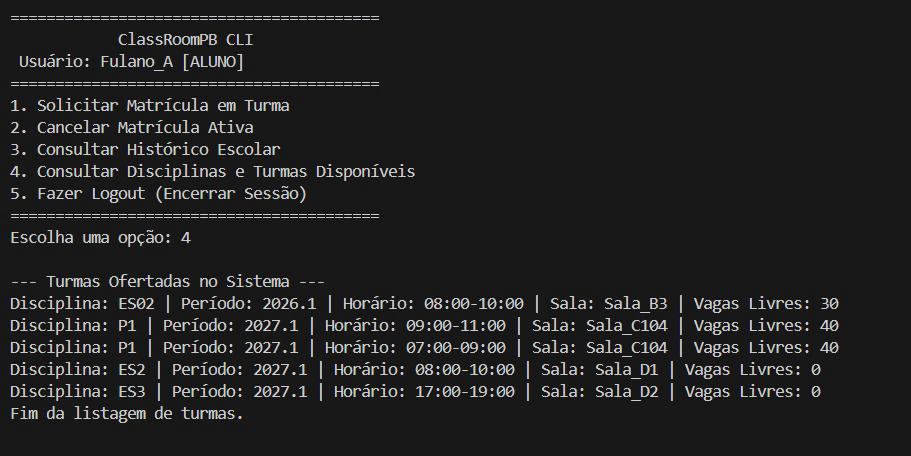 =========================================
ClassRoomPB CLI
Usuário: Fulano_A [ALUNO]
=========================================
1. Solicitar Matrícula em Turma
2. Cancelar Matrícula Ativa
3. Consultar Histórico Escolar
4. Consultar Disciplinas e Turmas Disponíveis
5. Fazer Logout (Encerrar Sessão)
=========================================
Escolha uma opção: 4
--- Turmas Ofertadas no Sistema ---
Disciplina: ES02 | Período: 2026.1 | Horário: 08:00-10:00 | Sala: Sala_B3 | Vagas Livres: 30
Disciplina: P1 | Período: 2027.1 | Horário: 09:00-11:00 | Sala: Sala_C104 | Vagas Livres: 40
Disciplina: P1 | Período: 2027.1 | Horário: 07:00-09:00 | Sala: Sala_C104 | Vagas Livres: 40
Disciplina: ES2 | Período: 2027.1 | Horário: 08:00-10:00 | Sala: Sala_D1 | Vagas Livres: 0
Disciplina: ES3 | Período: 2027.1 | Horário: 17:00-19:00 | Sala: Sala_D2 | Vagas Livres: 0
Fim da listagem de turmas.